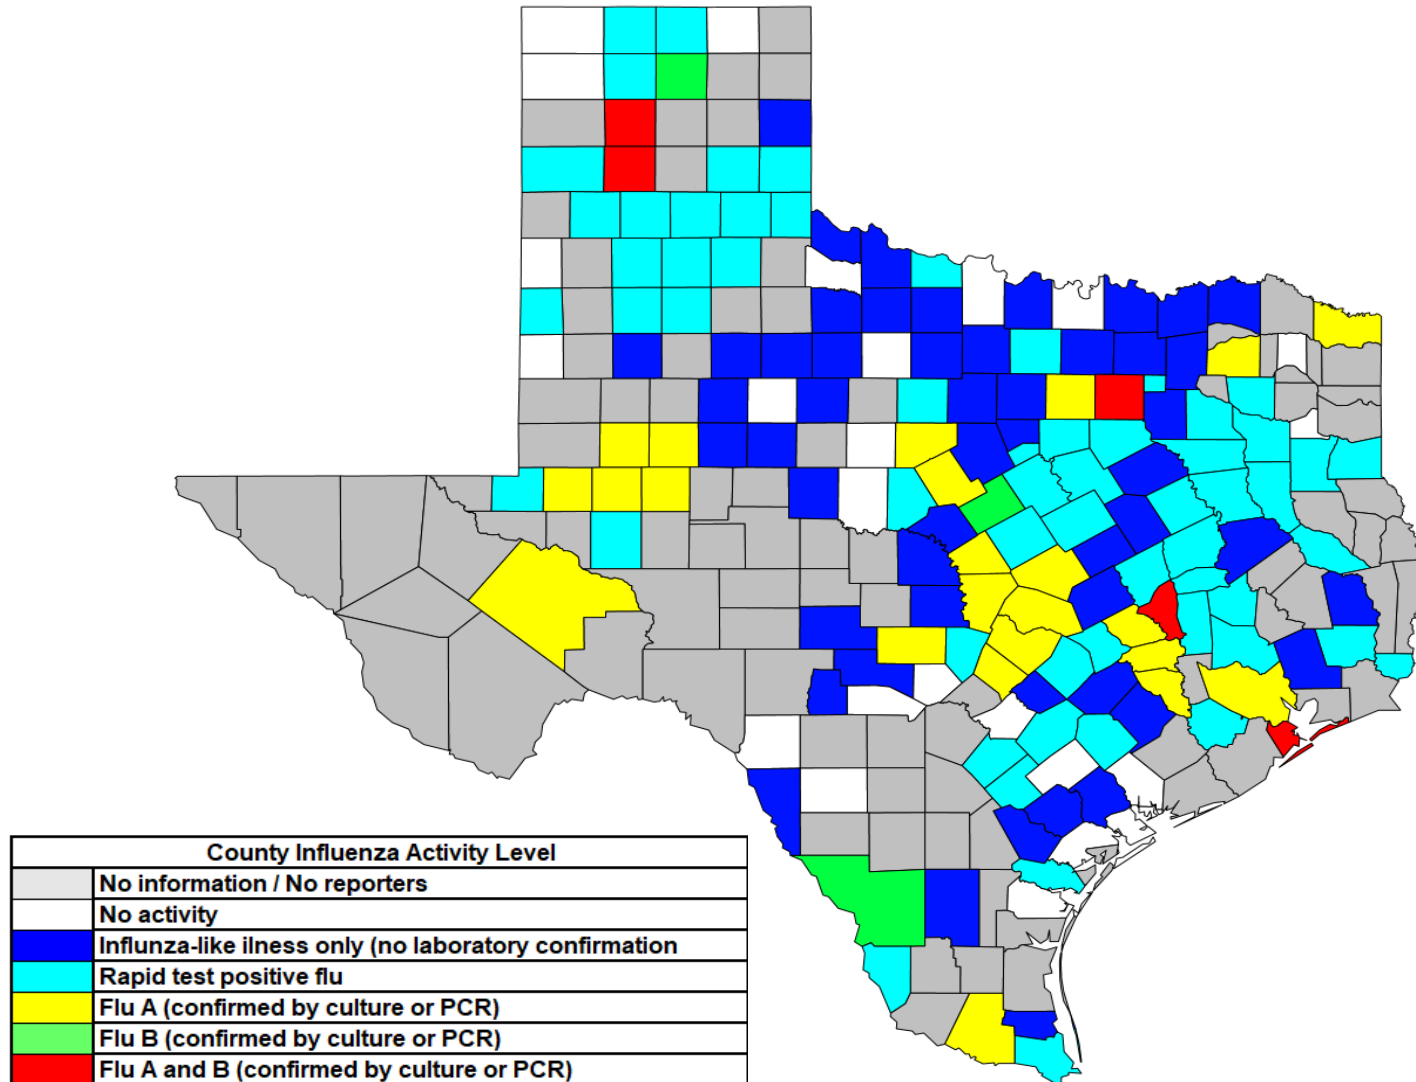 County Influenza Activity Level
No information / No reporters
No activity
Influnza-like ilness only (no laboratory confirmation
Rapid test positive flu
Flu A (confirmed by culture or PCR)
Flu B (confirmed by culture or PCR)
Flu A and B (confirmed by culture or PCR)